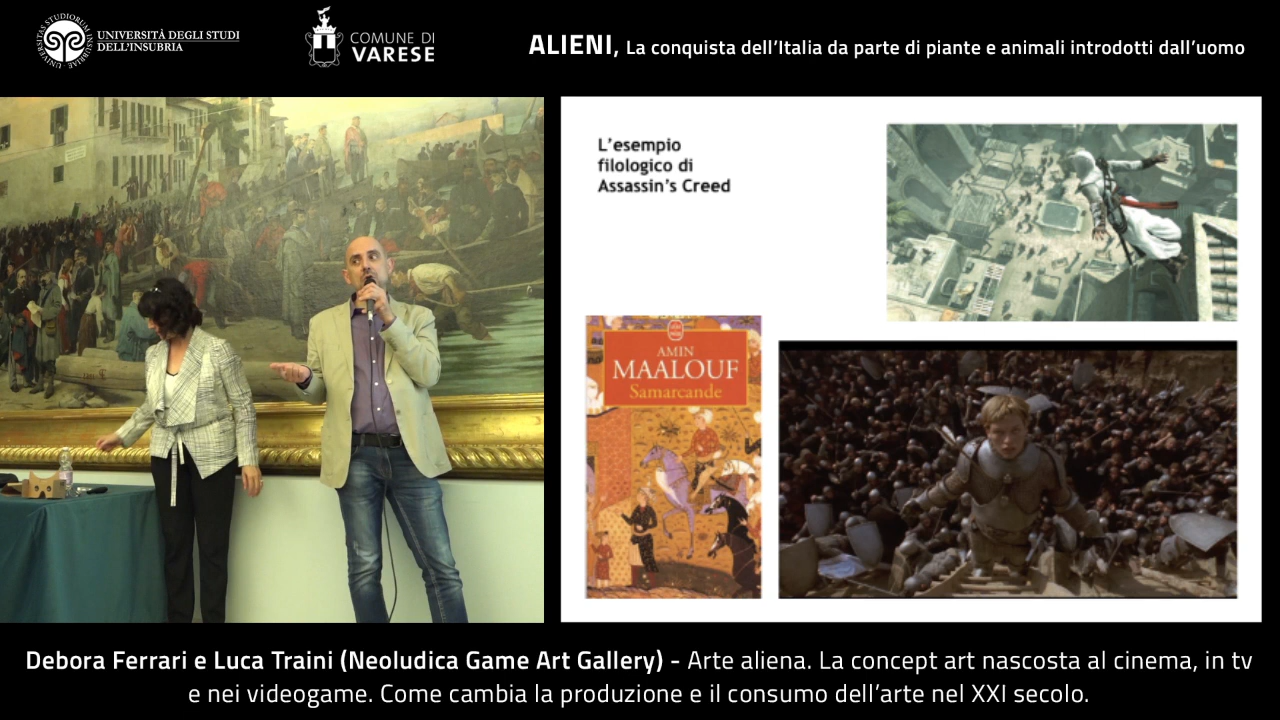 UNIVERSITÀ DEGLI STUDI
DELL'INSUBRIA
COMUNE DI
VARESE
ALIENI, La conquista dell'Italia da parte di piante e animali introdotti dall'uomo
L'esempio
filologico di
Assassin's Creed
AMIN
MAALOUF
Samarcande
Debora Ferrari e Luca Traini (Neoludica Game Art Gallery) - Arte aliena. La concept art nascosta al cinema, in tv
e nei videogame. Come cambia la produzione e il consumo dell'arte nel XXI secolo.